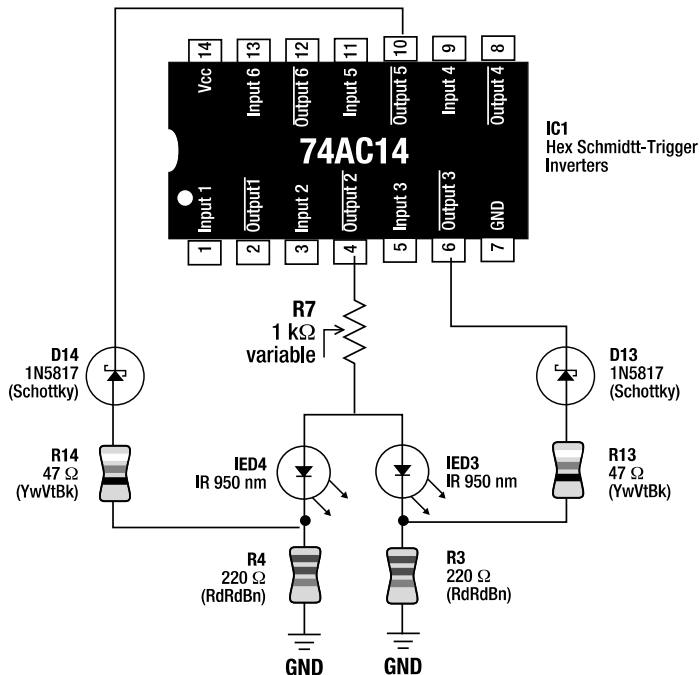 14
13
12
11
10
9
8
Vcc
Input 6
Output 6
Input 5
Output 5
Input 4
Output 4
74AC14
Input 1
Output1
Input 2
Output 2
Input 3
Output 3
GND
1
2
3
4
5
6
7
IC1
Hex Schmidtt-Trigger
Inverters
R7
1 kΩ
variable
D14
1N5817
(Schottky)
D13
1N5817
(Schottky)
R14
47 Ω
(YwVtBk)
IED4
IR 950 nm
IED3
IR 950 nm
R13
47 Ω
(YwVtBk)
R4
220 Ω
(RdRdBn)
R3
220 Ω
(RdRdBn)
GND
GND